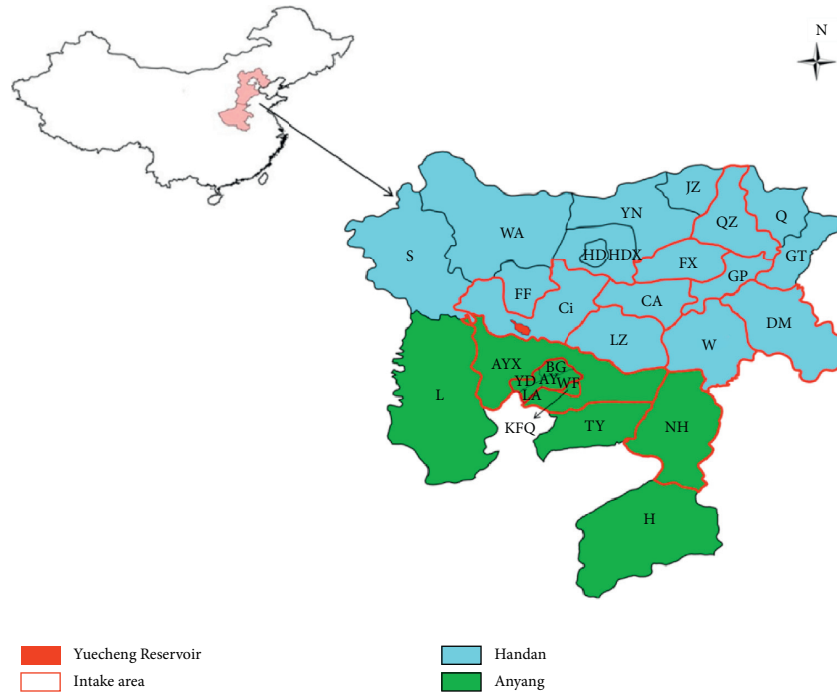 N
JZ
YN
QZ
Q
WA
S
HD
HDX
FX
GT
GP
FF
Ci
CA
DM
LZ
W
AYX
BG
YD
AY
WF
L
LA
KFQ
TY
NH
H
Yuecheng Reservoir
Handan
Intake area
Anyang